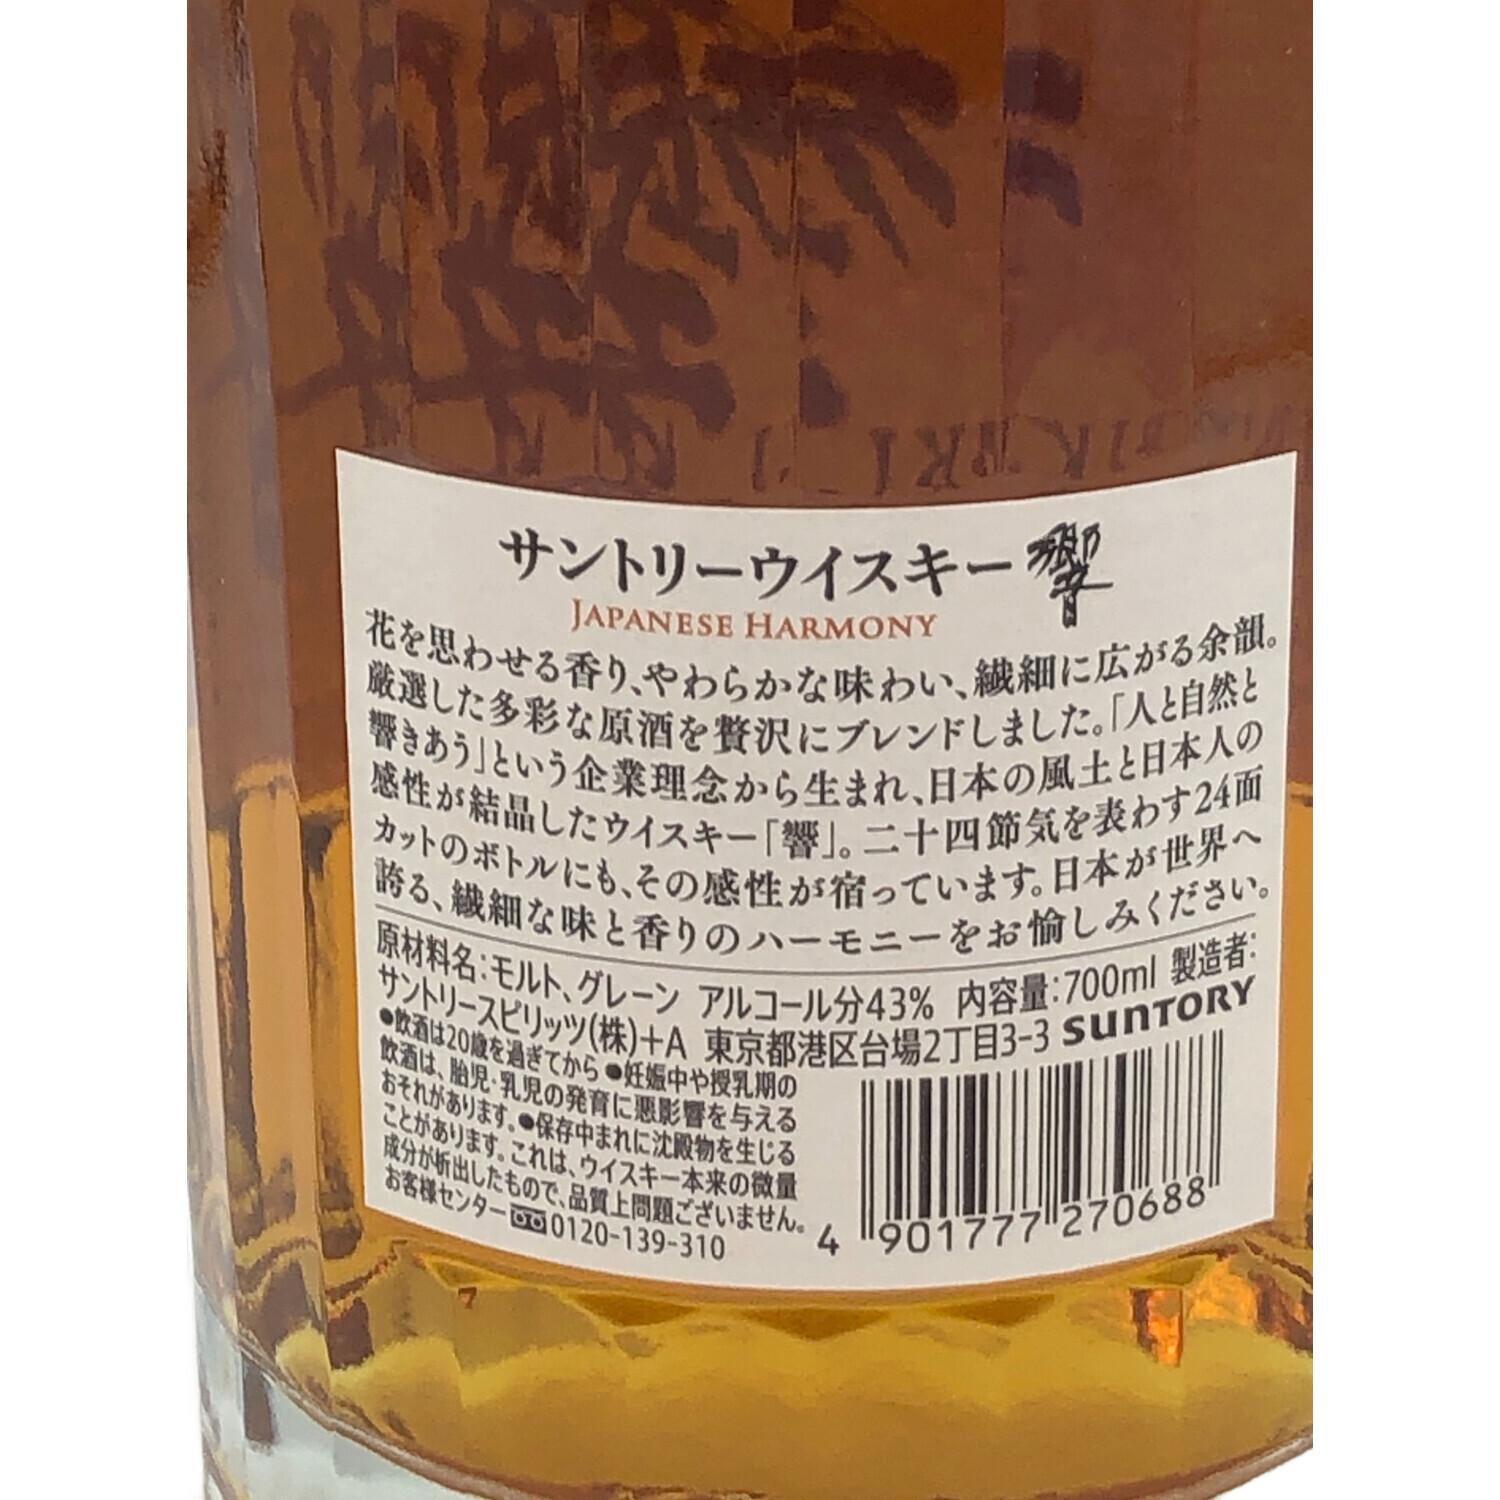 サントリーウイスキー 響
JAPANESE HARMONY
花を思わせる香り、やわらかな味わい、繊細に広がる余韻。
厳選した多彩な原酒を贅沢にブレンドしました。「人と自然と
響きあう」という企業理念から生まれ、日本の風土と日本人の
感性が結晶したウイスキー「響」。二十四節気を表わす24面
カットのボトルにも、その感性が宿っています。日本が世界へ
誇る、繊細な味と香りのハーモニーをお愉しみください。
原材料名:モルト、グレーン アルコール分43% 内容量:700ml 製造者:
サントリースピリッツ(株)+A 東京都港区台場2丁目3-3 SUNTORY
●飲酒は20歳を過ぎてから ●妊娠中や授乳期の
飲酒は、胎児・乳児の発育に悪影響を与える
おそれがあります。●保存中まれに沈殿物を生じる
ことがあります。これは、ウイスキー本来の微量
成分が析出したもので、品質上問題ございません。
お客様センター 0120-139-310
4 901777 270688